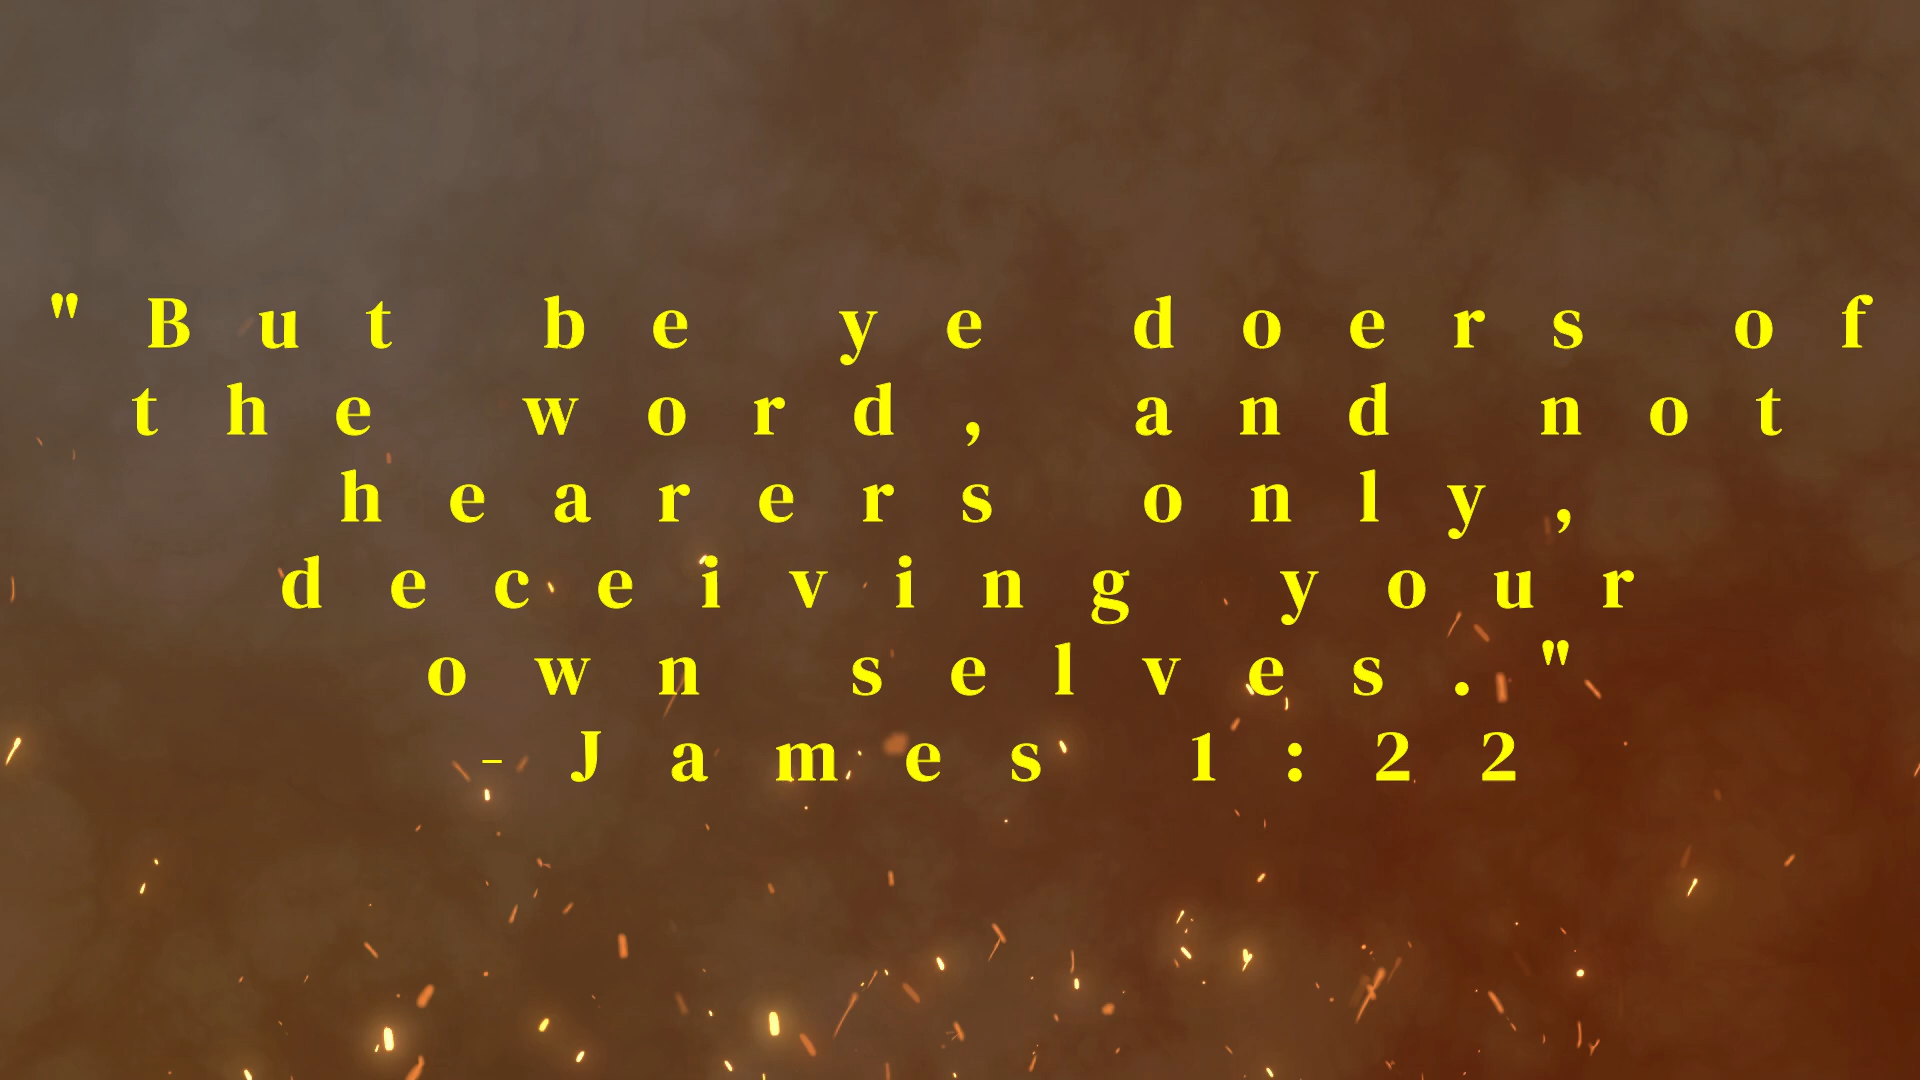 "But be ye doers of
the word, and not
hearers only,
deceiving your
own selves."
- James 1:22